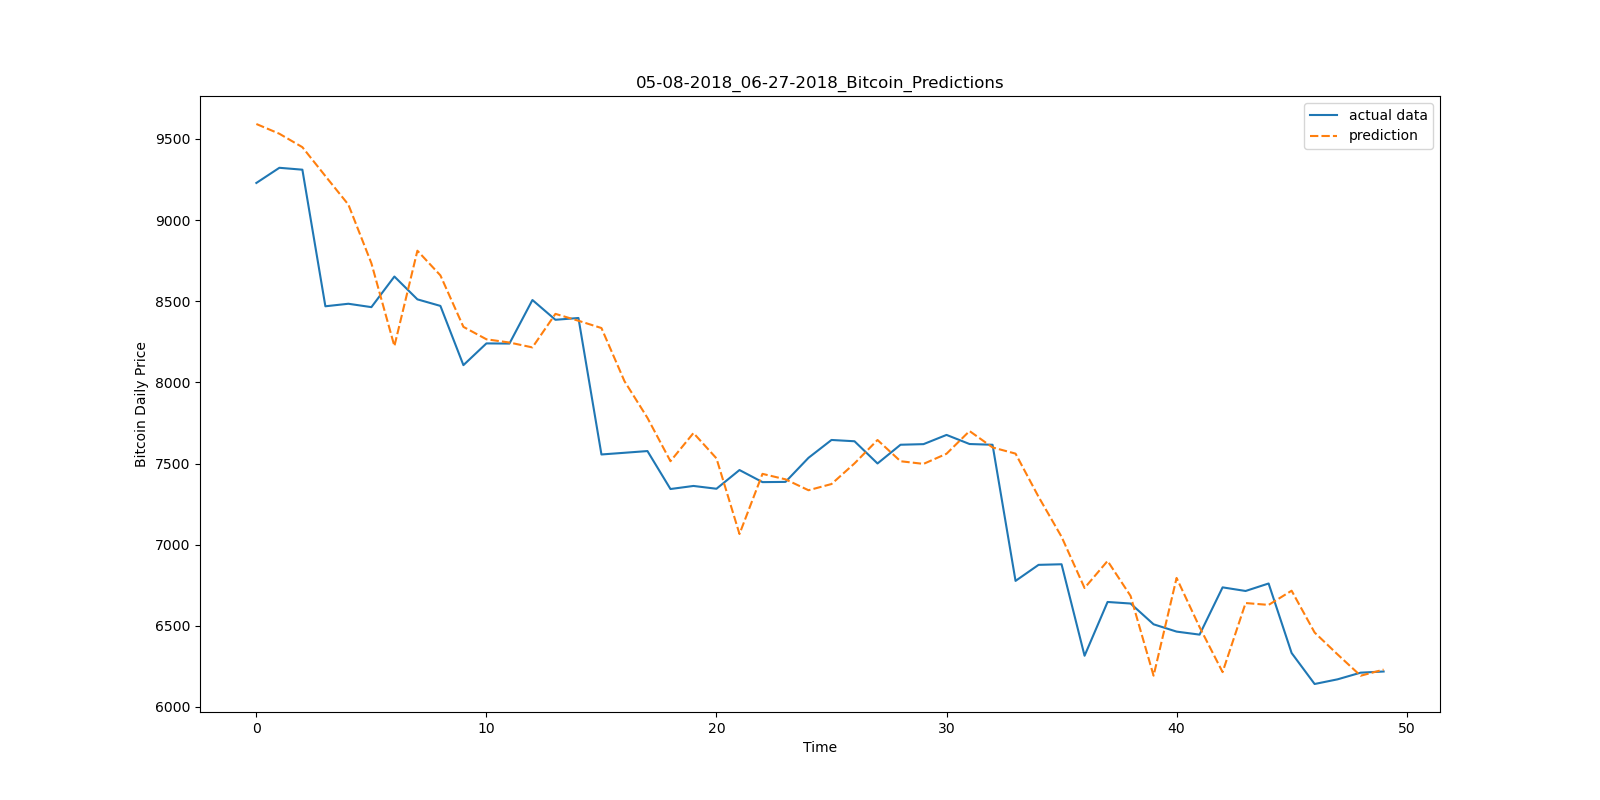 05-08-2018_06-27-2018_Bitcoin_Predictions
actual data
prediction
Bitcoin Daily Price
9500
9000
8500
8000
7500
7000
6500
6000
0 10 20 30 40 50
Time